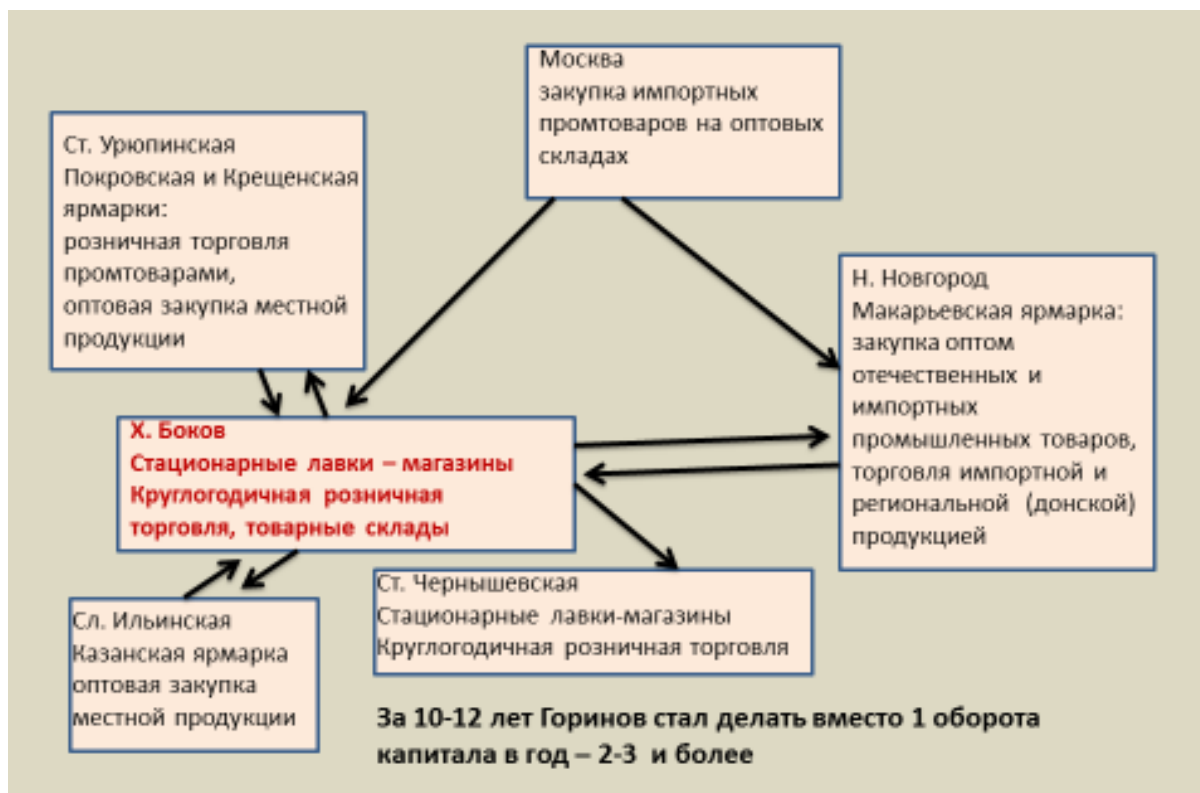 Москва
закупка импортных
промтоваров на оптовых
складах
Ст. Урюпинская
Покровская и Крещенская
ярмарки:
розничная торговля
промтоварами,
оптовая закупка местной
продукции
Н. Новгород
Макарьевская ярмарка:
закупка оптом
отечественных и
импортных
промышленных товаров,
торговля импортной и
региональной (донской)
продукцией
Х. Боков
Стационарные лавки – магазины
Круглогодичная розничная
торговля, товарные склады
Ст. Чернышевская
Стационарные лавки-магазины
Круглогодичная розничная торговля
Сл. Ильинская
Казанская ярмарка
оптовая закупка
местной продукции
За 10-12 лет Горинов стал делать вместо 1 оборота
капитала в год – 2-3 и более